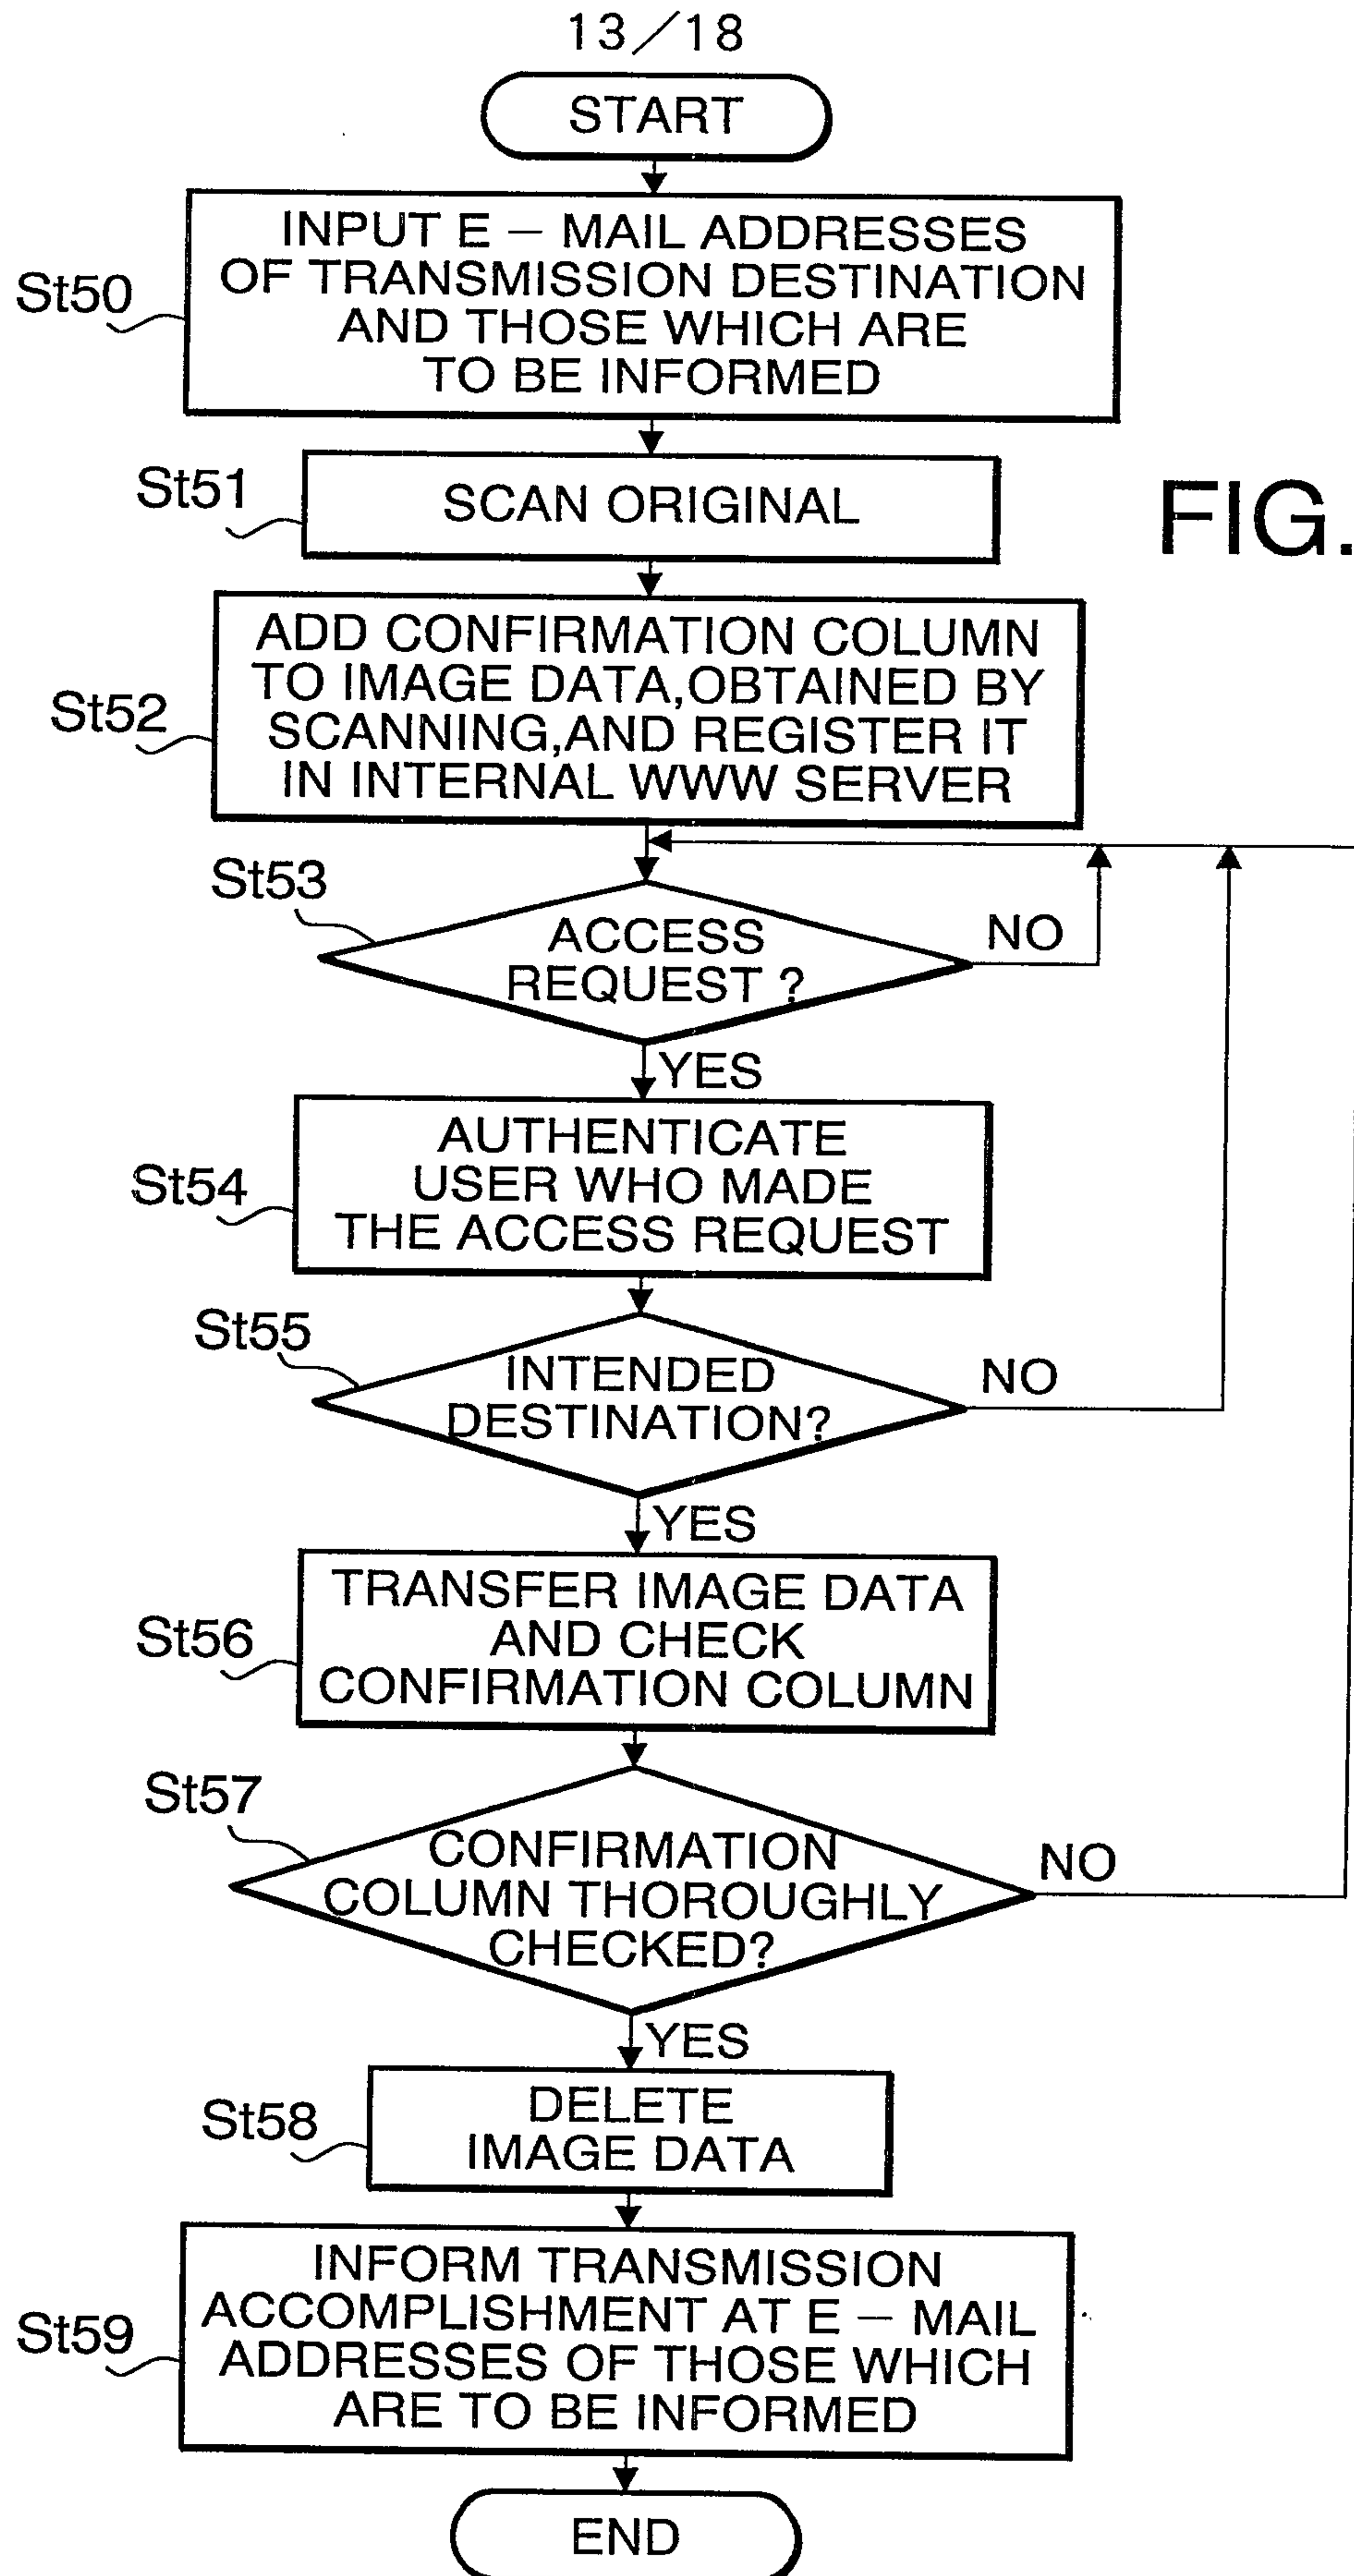 13/18
START
St50
INPUT E – MAIL ADDRESSES
OF TRANSMISSION DESTINATION
AND THOSE WHICH ARE
TO BE INFORMED
St51
SCAN ORIGINAL
FIG.
St52
ADD CONFIRMATION COLUMN
TO IMAGE DATA,OBTAINED BY
SCANNING,AND REGISTER IT
IN INTERNAL WWW SERVER
St53
ACCESS
REQUEST ?
NO
YES
St54
AUTHENTICATE
USER WHO MADE
THE ACCESS REQUEST
St55
INTENDED
DESTINATION?
NO
YES
St56
TRANSFER IMAGE DATA
AND CHECK
CONFIRMATION COLUMN
St57
CONFIRMATION
COLUMN THOROUGHLY
CHECKED?
NO
YES
St58
DELETE
IMAGE DATA
St59
INFORM TRANSMISSION
ACCOMPLISHMENT AT E – MAIL
ADDRESSES OF THOSE WHICH
ARE TO BE INFORMED
END